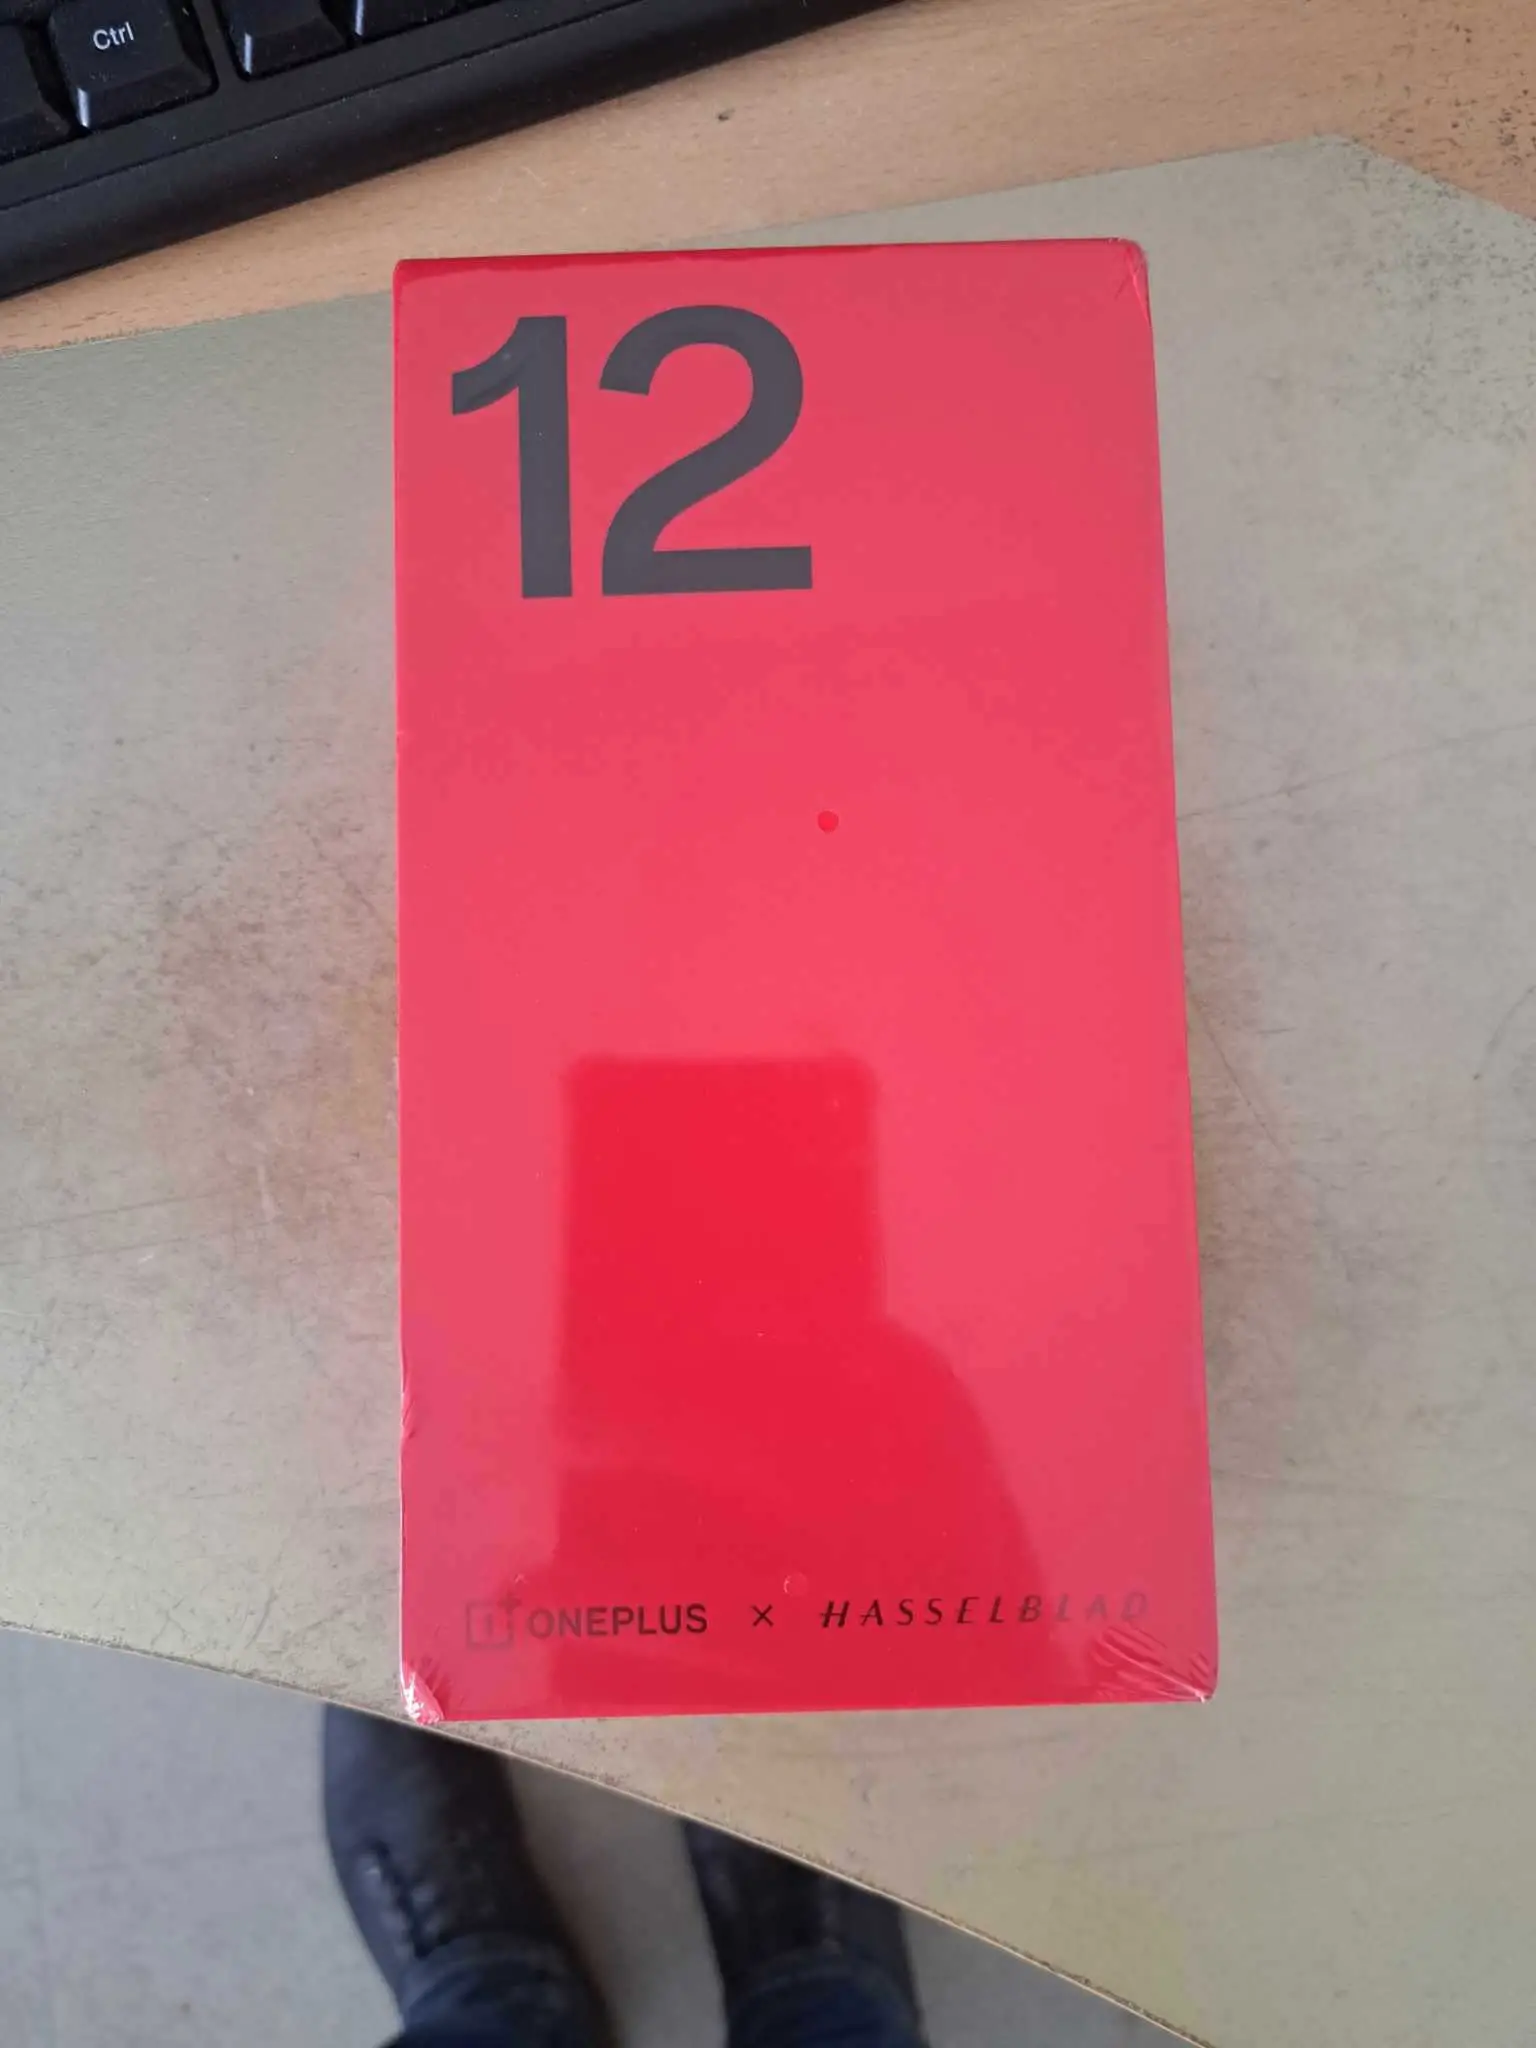 Ctrl
12
ONEPLUS × HASSELBLAD